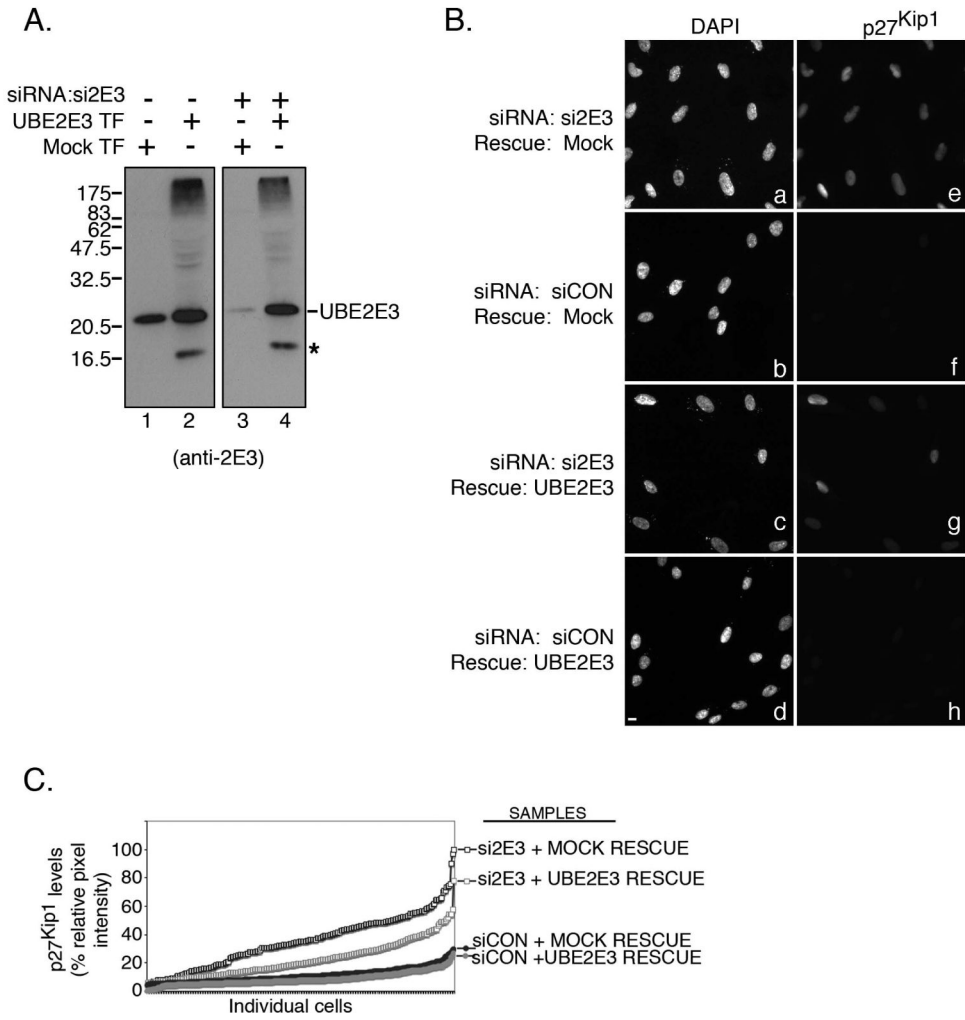 A.
siRNA:si2E3 - - + +
UBE2E3 TF - + - +
Mock TF + - + -
175
83
62
47.5
32.5
20.5
16.5
UBE2E3
*
1 2 3 4
(anti-2E3)
B.
DAPI p27Kip1
siRNA: si2E3
Rescue: Mock
a e
siRNA: siCON
Rescue: Mock
b f
siRNA: si2E3
Rescue: UBE2E3
c g
siRNA: siCON
Rescue: UBE2E3
d h
C.
p27Kip1 levels
(% relative pixel
intensity)
100
80
60
40
20
0
Individual cells
SAMPLES
si2E3 + MOCK RESCUE
si2E3 + UBE2E3 RESCUE
siCON + MOCK RESCUE
siCON +UBE2E3 RESCUE